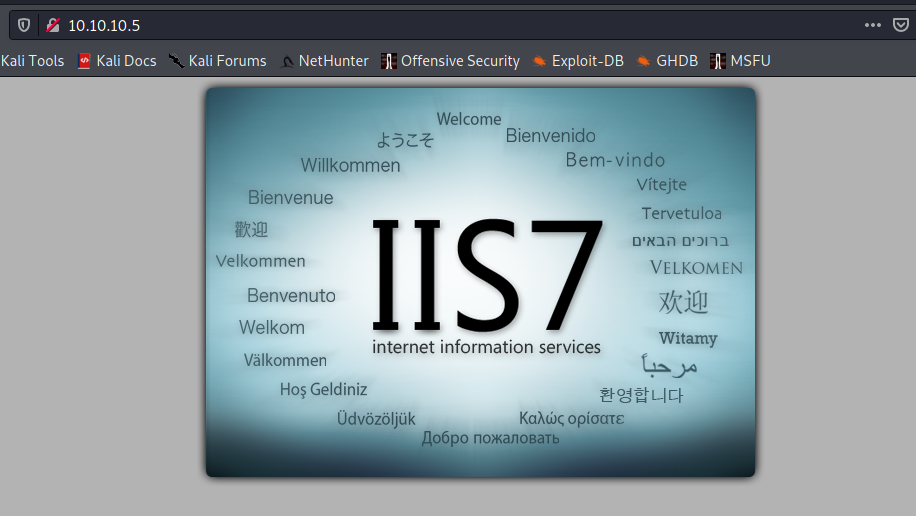 10.10.10.5
Kali Tools Kali Docs Kali Forums NetHunter Offensive Security Exploit-DB GHDB MSFU
Welcome
ようこそ
Bienvenido
Willkommen
Bem-vindo
Bienvenue
Vítejte
歡迎
Tervetuloa
ברוכים הבאים
Velkommen
VELKOMEN
Benvenuto
欢迎
IIS7
internet information services
Welkom
Witamy
Välkommen
مرحباً
Hoş Geldiniz
환영합니다
Üdvözöljük
Καλώς ορίσατε
Добро пожаловать